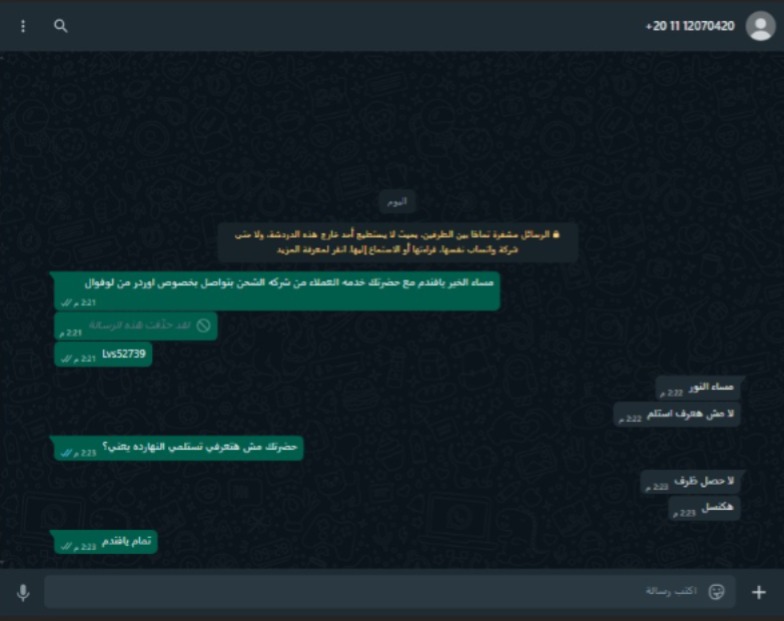 +20 11 12070420
اليوم
الرسائل مشفرة تمامًا بين الطرفين، بحيث لا يستطيع أحد خارج هذه الدردشة، ولا حتى
شركة واتساب نفسها، قراءتها أو الاستماع إليها. انقر لمعرفة المزيد
مساء الخير يافندم مع حضرتك خدمه العملاء من شركه الشحن بتواصل بخصوص اوردر من لوفوال
2:21 م
لقد حذفت هذه الرسالة
2:21 م
Lvs52739
2:21 م
مساء النور
2:22 م
لا مش هعرف استلم
2:22 م
حضرتك مش هتعرفي تستلمي النهارده يعني؟
2:23 م
لا حصل ظرف
2:23 م
هكنسل
2:23 م
تمام يافندم
2:23 م
اكتب رسالة